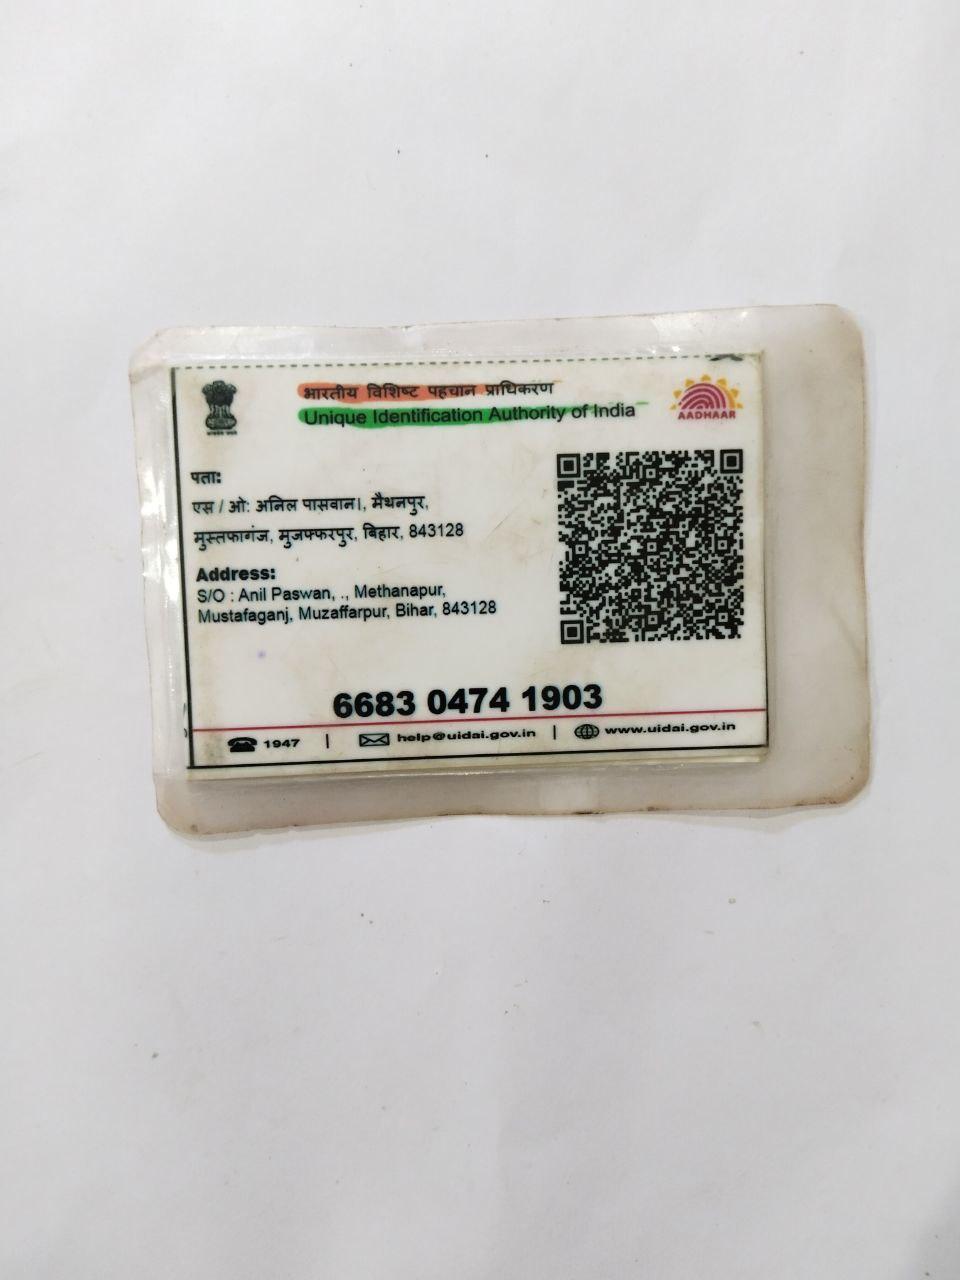 भारतीय विशिष्ट पहचान प्राधिकरण
Unique Identification Authority of India
AADHAAR
पता:
एस / ओ: अनिल पासवान।, मैथनपुर,
मुस्तफागंज, मुजफ्फरपुर, बिहार, 843128
Address:
S/O : Anil Paswan, ., Methanapur,
Mustafaganj, Muzaffarpur, Bihar, 843128
6683 0474 1903
1947 | help@uidai.gov.in | www.uidai.gov.in